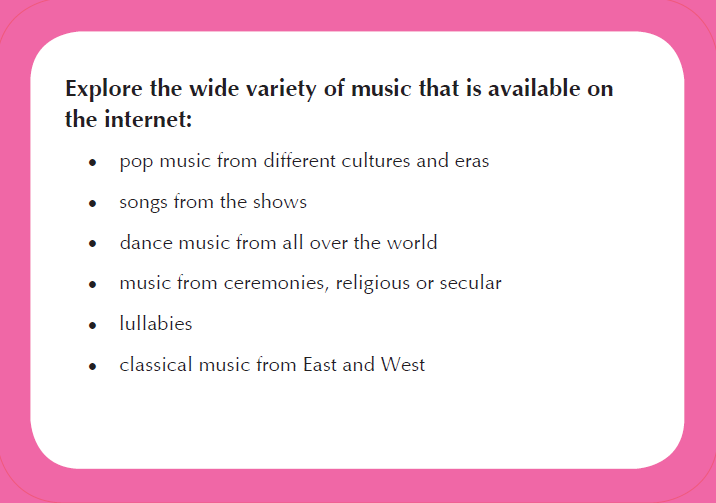 Explore the wide variety of music that is available on
the internet:
• pop music from different cultures and eras
• songs from the shows
• dance music from all over the world
• music from ceremonies, religious or secular
• lullabies
• classical music from East and West